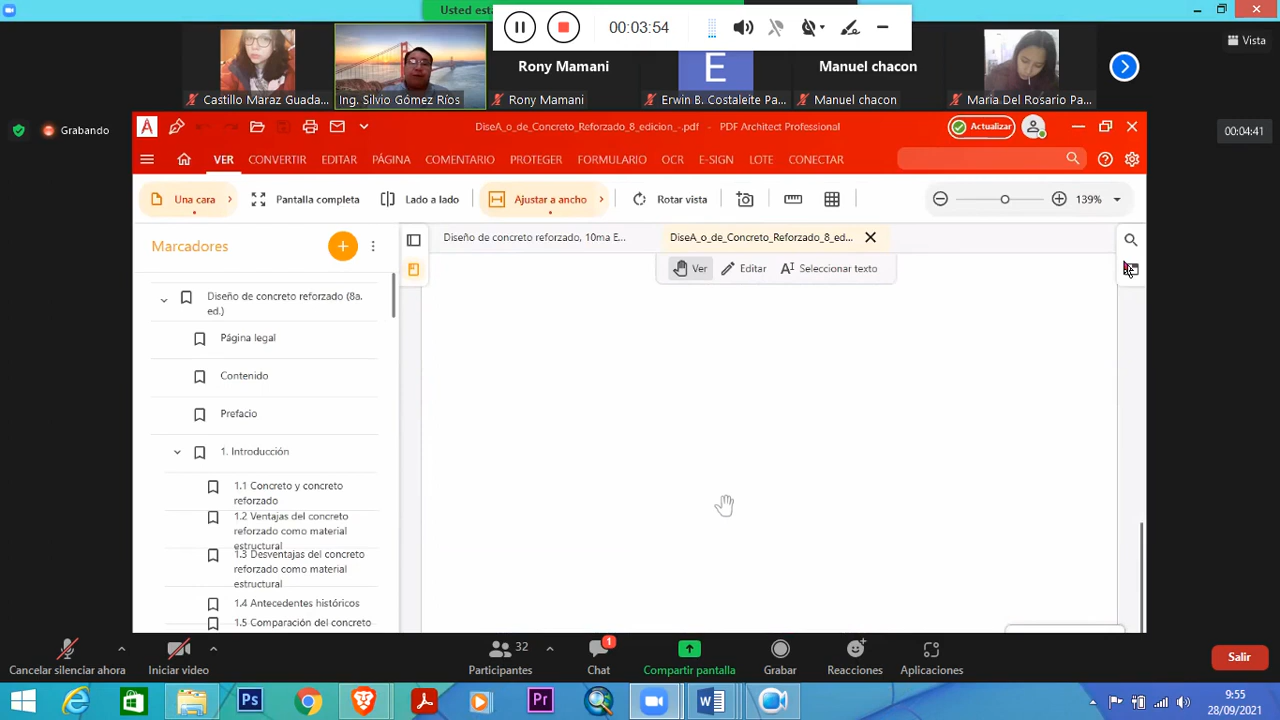 Usted est
00:03:54
Vista
Rony Mamani
E
Manuel chacon
Castillo Maraz Guada...
Ing. Silvio Gómez Ríos
Rony Mamani
Erwin B. Costaleite Pa...
Manuel chacon
Maria Del Rosario Pa...
Grabando
00:04:41
DiseA_o_de_Concreto_Reforzado_8_edicion_-.pdf - PDF Architect Professional
Actualizar
VER CONVERTIR EDITAR PÁGINA COMENTARIO PROTEGER FORMULARIO OCR E-SIGN LOTE CONECTAR
Una cara
Pantalla completa
Lado a lado
Ajustar a ancho
Rotar vista
139%
Marcadores
Diseño de concreto reforzado, 10ma E...
DiseA_o_de_Concreto_Reforzado_8_ed...
Ver
Editar
Seleccionar texto
Diseño de concreto reforzado (8a.
ed.)
Página legal
Contenido
Prefacio
1. Introducción
1.1 Concreto y concreto
reforzado
1.2 Ventajas del concreto
reforzado como material
estructural
1.3 Desventajas del concreto
reforzado como material
estructural
1.4 Antecedentes históricos
1.5 Comparación del concreto
Cancelar silenciar ahora
Iniciar video
32
Participantes
1
Chat
Compartir pantalla
Grabar
Reacciones
Aplicaciones
Salir
Ps
Pr
9:55
28/09/2021